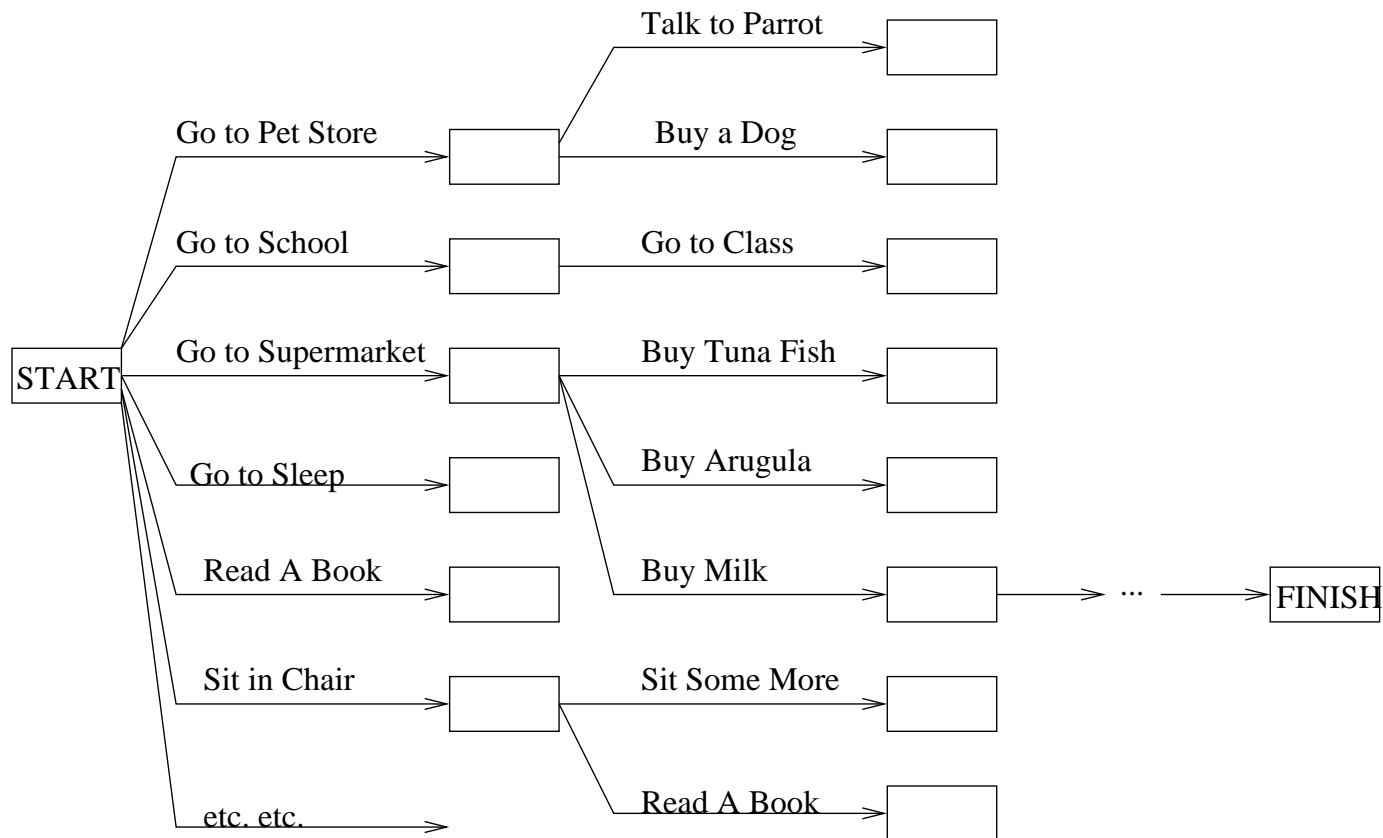 Talk to Parrot
Go to Pet Store
Buy a Dog
Go to School
Go to Class
Go to Supermarket
Buy Tuna Fish
START
Go to Sleep
Buy Arugula
Read A Book
Buy Milk
...
FINISH
Sit in Chair
Sit Some More
etc. etc.
Read A Book